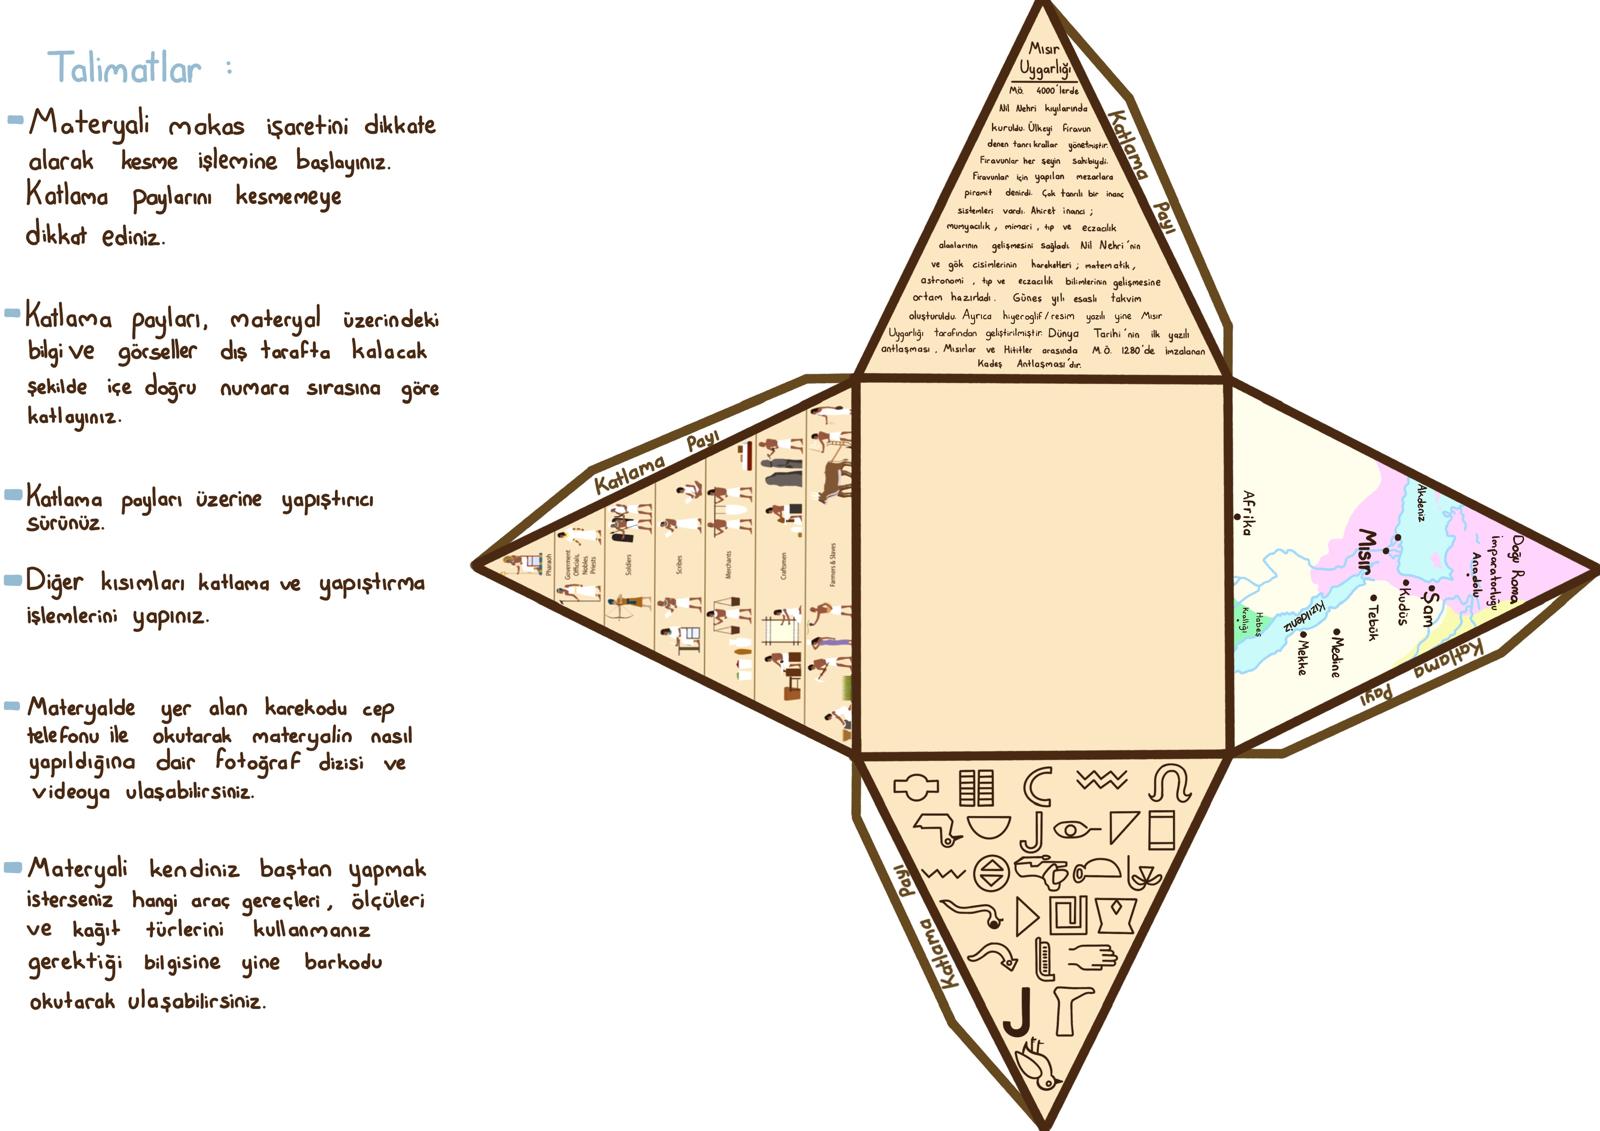 Talimatlar :
Materyali makas işaretini dikkate
alarak kesme işlemine başlayınız.
Katlama paylarını kesmemeye
dikkat ediniz.
Katlama payları, materyal üzerindeki
bilgi ve görseller dış tarafta kalacak
şekilde içe doğru numara sırasına göre
katlayınız.
Katlama payları üzerine yapıştırıcı
sürünüz.
Diğer kısımları katlama ve yapıştırma
işlemlerini yapınız.
Materyalde yer alan karekodu cep
telefonu ile okutarak materyalin nasıl
yapıldığına dair fotoğraf dizisi ve
videoya ulaşabilirsiniz.
Materyali kendiniz baştan yapmak
isterseniz hangi araç gereçleri, ölçüleri
ve kağıt türlerini kullanmanız
gerektiği bilgisine yine barkodu
okutarak ulaşabilirsiniz.
Mısır
Uygarlığı
Mö. 4000'lerde
Nil Nehri kıyılarında
kuruldu. Ülkeyi Firavun
denen tanrı krallar yönetmiştir.
Firavunlar her şeyin sahibiydi.
Firavunlar için yapılan mezarlara
piramit denirdi. Çok tanrılı bir inanç
sistemleri vardı. Ahiret inancı ;
mumyacılık, mimari, tıp ve eczacılık
alanlarının gelişmesini sağladı. Nil Nehri'nin
ve gök cisimlerinin hareketleri ; matematik,
astronomi, tıp ve eczacılık bilimlerinin gelişmesine
ortam hazırladı. Güneş yılı esaslı takvim
oluşturuldu. Ayrıca hiyeroglif/resim yazılı yine Mısır
Uygarlığı tarafından geliştirilmiştir. Dünya Tarihi'nin ilk yazılı
antlaşması, Mısırlar ve Hititler arasında M.Ö. 1280'de imzalanan
Kadeş Antlaşması'dır.
Katlama Payı
Katlama Payı
Pharaoh
Government
Officials,
Nobles,
Priests
Soldiers
Scribes
Merchants
Craftsmen
Farmers & Slaves
Doğu Roma
İmparatorluğu
Anadolu
Akdeniz
Şam
Kudüs
Mısır
Tebük
Medine
Kızıldeniz
Mekke
Habeş
Krallığı
Afrika
Katlama Payı
Katlama Payı